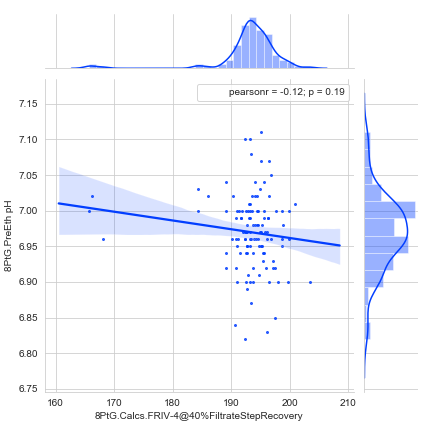 pearsonr = -0.12; p = 0.19
7.15
7.10
7.05
7.00
6.95
6.90
6.85
6.80
6.75
8PtG.PreEth pH
160 170 180 190 200 210
8PtG.Calcs.FRIV-4@40%FiltrateStepRecovery